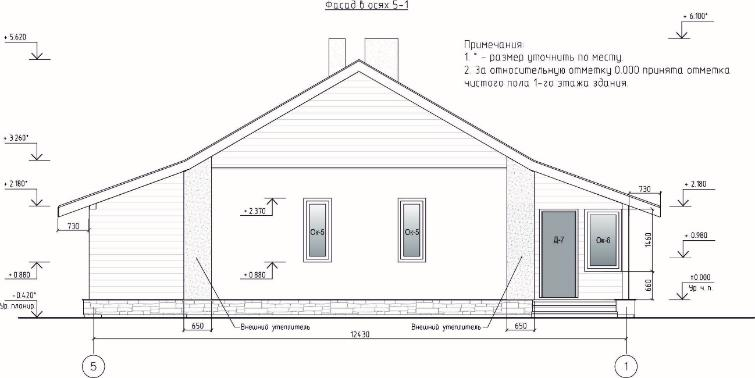 Фасад в осях 5-1
+ 6.100*
+ 5.620
Примечания:
1. * - размер уточнить по месту.
2. За относительную отметку 0.000 принята отметка
чистого пола 1-го этажа здания.
+ 3.260*
+ 2.180*
730
+ 2.370
Ок-5
Ок-5
+ 0.880
+ 0.880
730
+ 2.180
Д-7
Ок-6
1460
+ 0.980
660
±0.000
Ур. ч. п.
-0.420*
Ур. планир.
650
Внешний утеплитель
12430
Внешний утеплитель
650
5
1